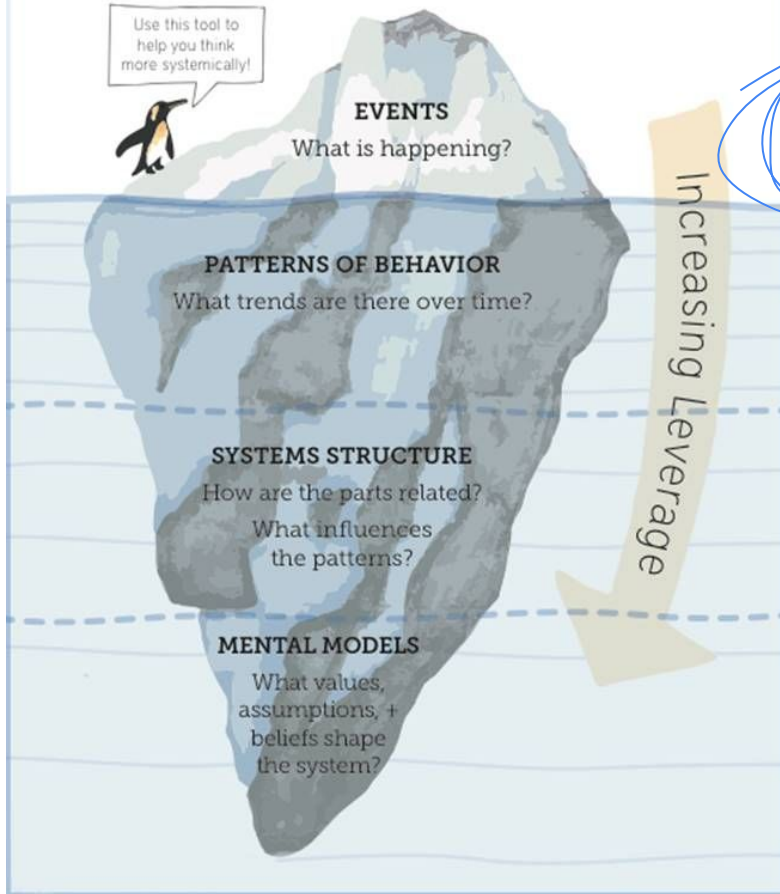 Use this tool to
help you think
more systemically!
EVENTS
What is happening?
PATTERNS OF BEHAVIOR
What trends are there over time?
SYSTEMS STRUCTURE
How are the parts related?
What influences
the patterns?
MENTAL MODELS
What values,
assumptions, +
beliefs shape
the system?
Increasing Leverage